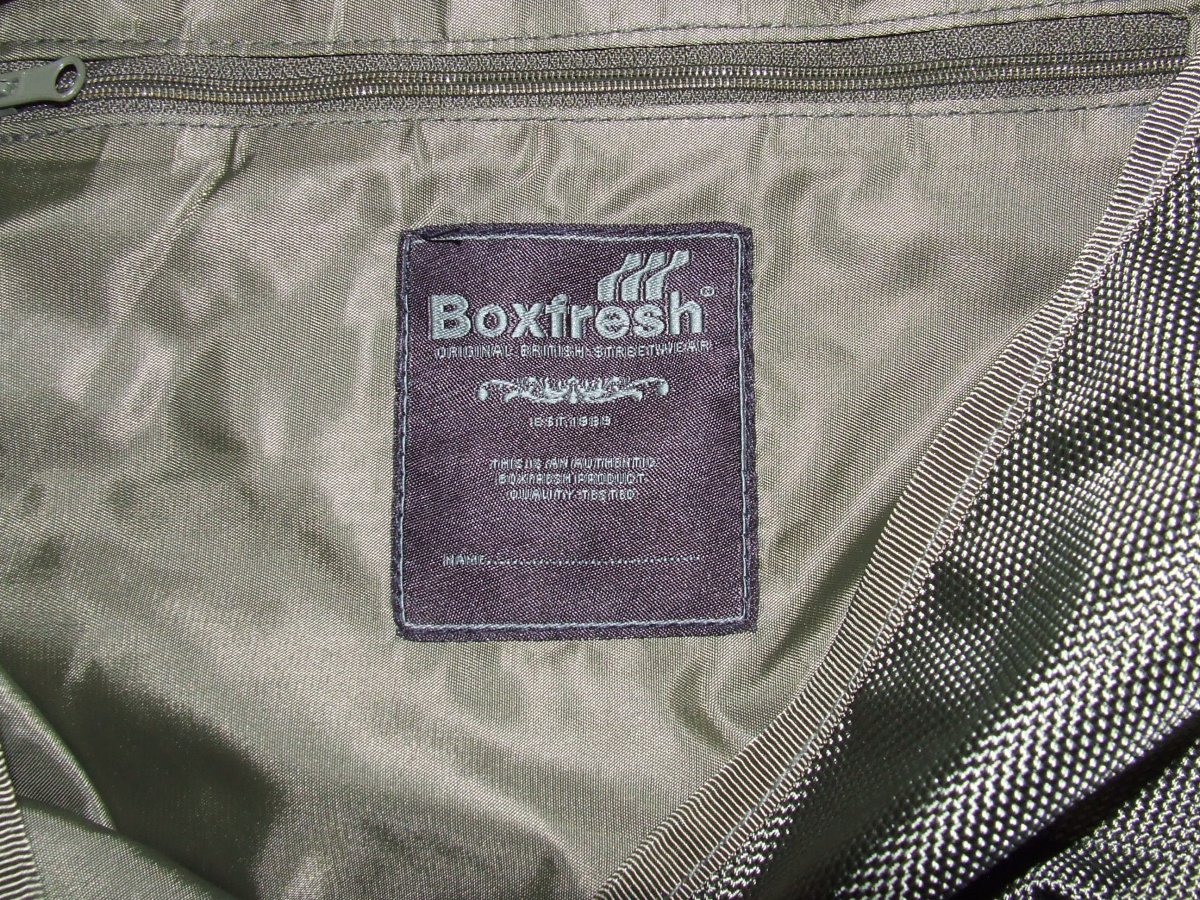 Boxfresh®
ORIGINAL BRITISH STREETWEAR
EST.1989
THIS IS AN AUTHENTIC
BOXFRESH PRODUCT.
QUALITY TESTED
NAME